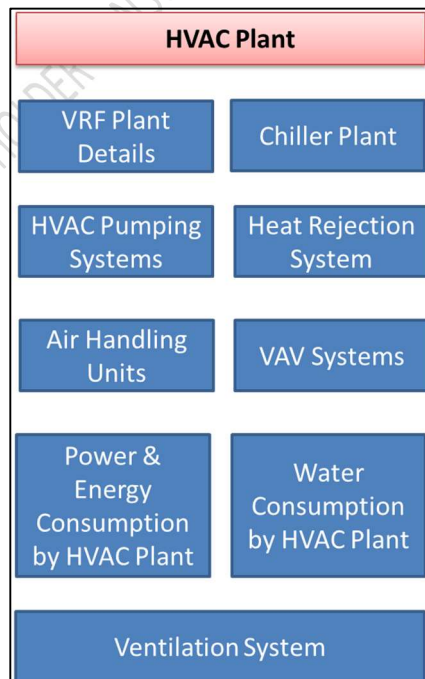 HVAC Plant
VRF Plant
Details
Chiller Plant
HVAC Pumping
Systems
Heat Rejection
System
Air Handling
Units
VAV Systems
Power &
Energy
Consumption
by HVAC Plant
Water
Consumption
by HVAC Plant
Ventilation System